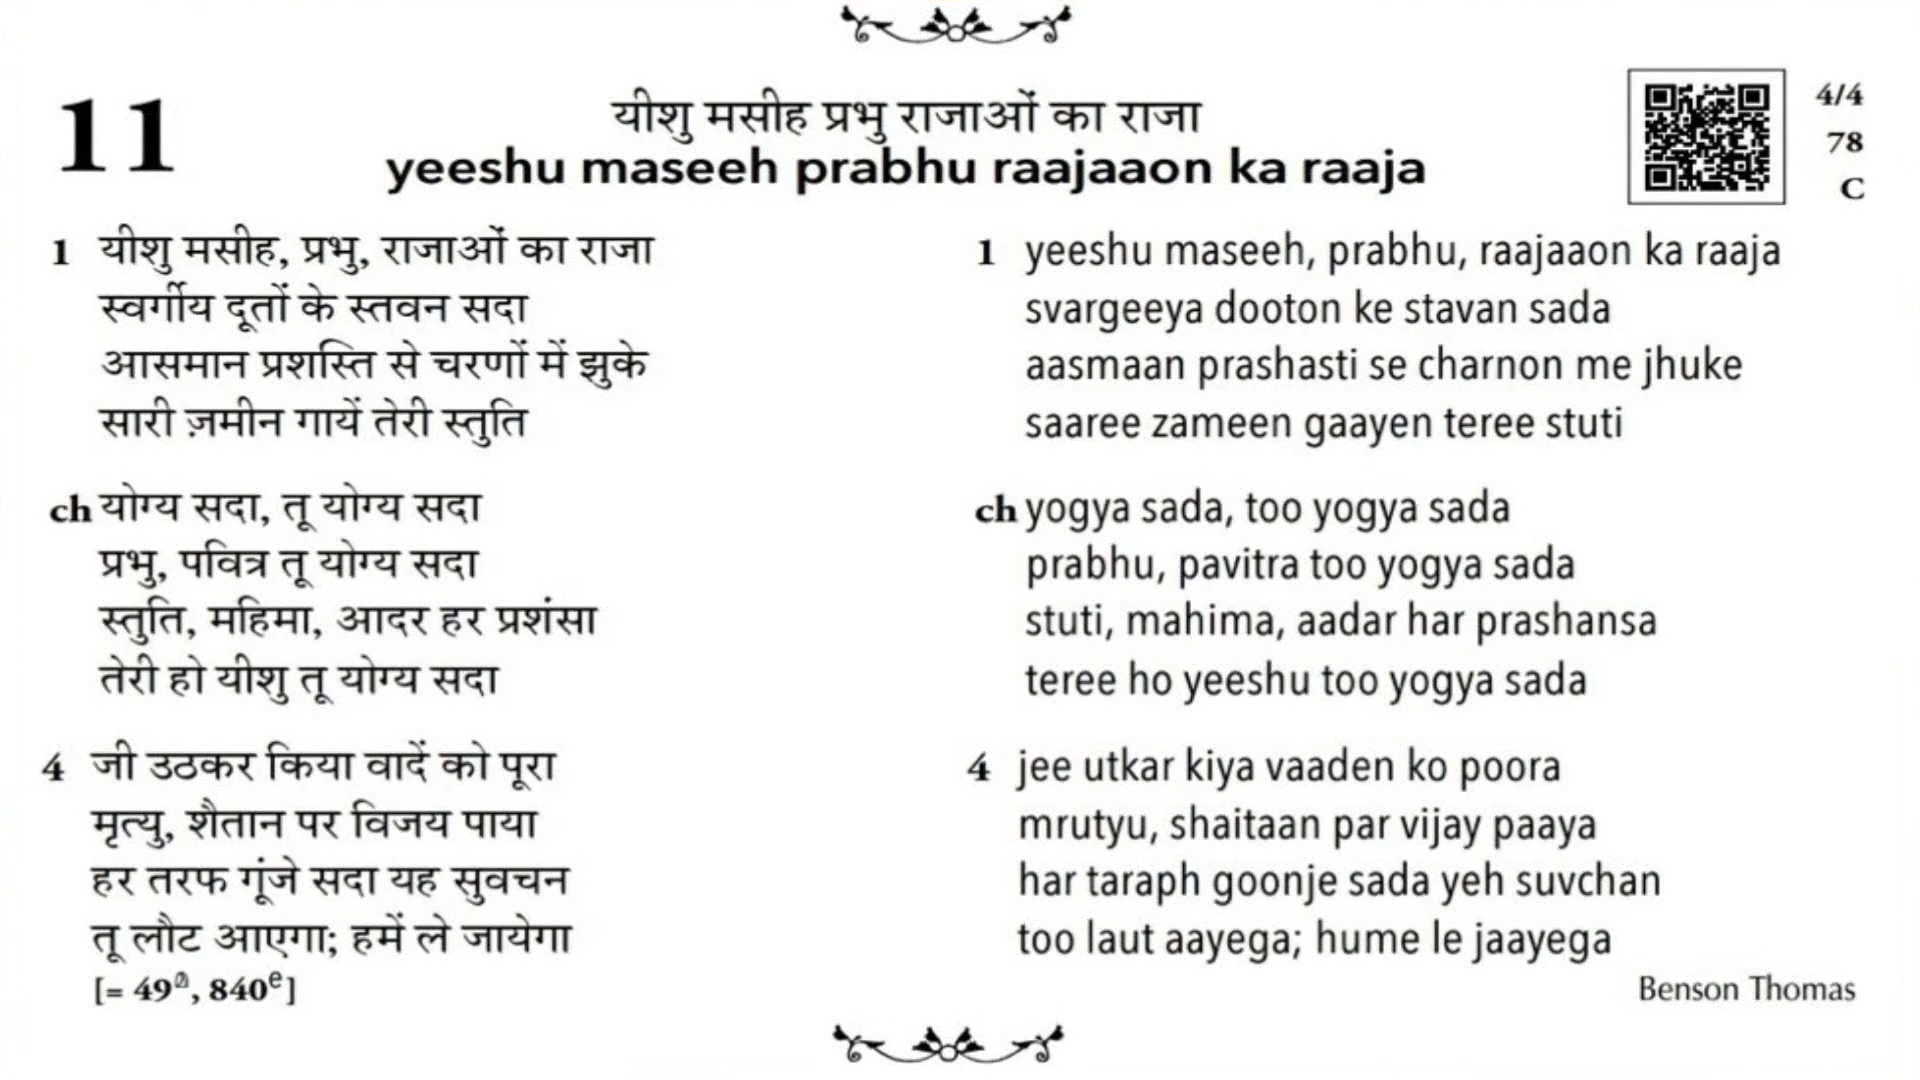 11
यीशु मसीह प्रभु राजाओं का राजा
yeeshu maseeh prabhu raajaaon ka raaja
4/4
78
C
1 यीशु मसीह, प्रभु, राजाओं का राजा
स्वर्गीय दूतों के स्तवन सदा
आसमान प्रशस्ति से चरणों में झुके
सारी ज़मीन गायें तेरी स्तुति
ch योग्य सदा, तू योग्य सदा
प्रभु, पवित्र तू योग्य सदा
स्तुति, महिमा, आदर हर प्रशंसा
तेरी हो यीशु तू योग्य सदा
4 जी उठकर किया वादें को पूरा
मृत्यु, शैतान पर विजय पाया
हर तरफ गूंजे सदा यह सुवचन
तू लौट आएगा; हमें ले जायेगा
[= 49, 840e]
1 yeeshu maseeh, prabhu, raajaaon ka raaja
svargeeya dooton ke stavan sada
aasmaan prashasti se charnon me jhuke
saaree zameen gaayen teree stuti
ch yogya sada, too yogya sada
prabhu, pavitra too yogya sada
stuti, mahima, aadar har prashansa
teree ho yeeshu too yogya sada
4 jee utkar kiya vaaden ko poora
mrutyu, shaitaan par vijay paaya
har taraph goonje sada yeh suvchan
too laut aayega; hume le jaayega
Benson Thomas